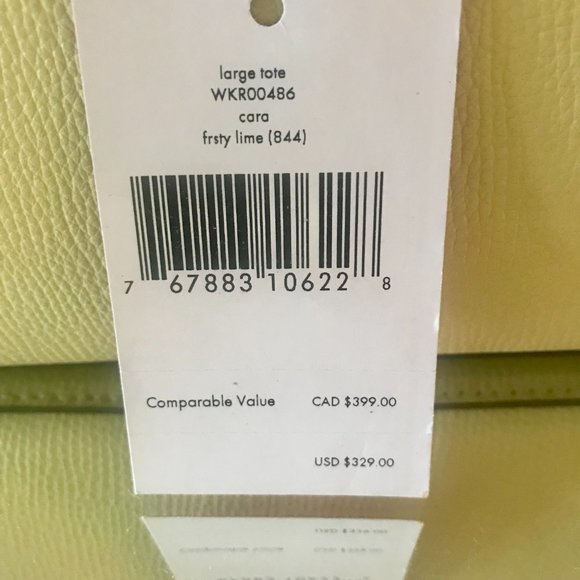 large tote
WKR00486
cara
frsty lime (844)
7 67883 10622 8
Comparable Value CAD $399.00
USD $329.00